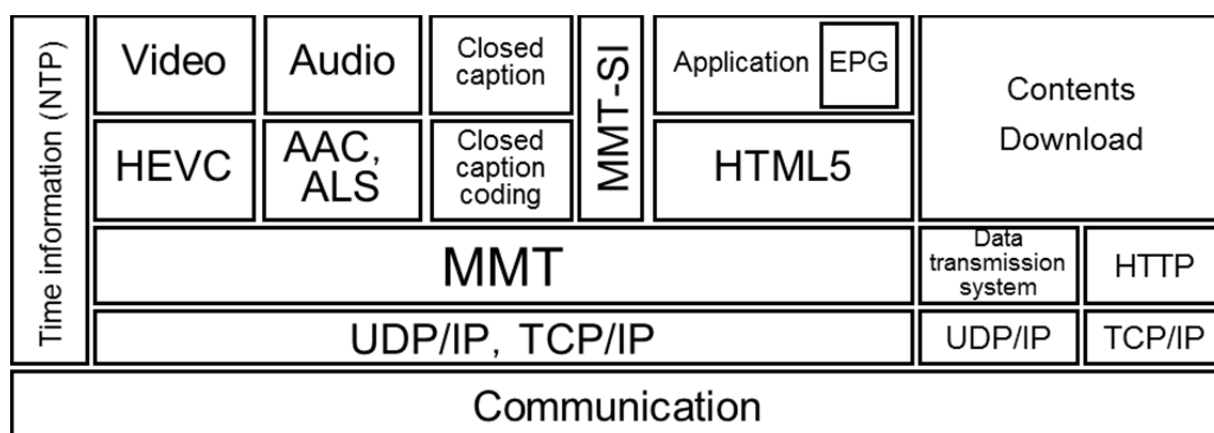 Time information (NTP)
Video
Audio
Closed
caption
MMT-SI
Application
EPG
Contents
Download
HEVC
AAC,
ALS
Closed
caption
coding
HTML5
MMT
Data
transmission
system
HTTP
UDP/IP, TCP/IP
UDP/IP
TCP/IP
Communication